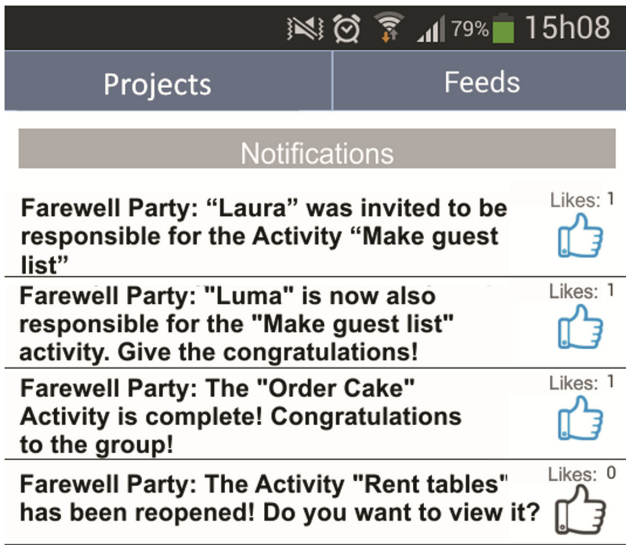 79% 15h08
Projects Feeds
Notifications
Farewell Party: “Laura” was invited to be
responsible for the Activity “Make guest
list”
Likes: 1
Farewell Party: "Luma" is now also
responsible for the "Make guest list"
activity. Give the congratulations!
Likes: 1
Farewell Party: The "Order Cake"
Activity is complete! Congratulations
to the group!
Likes: 1
Farewell Party: The Activity "Rent tables"
has been reopened! Do you want to view it?
Likes: 0